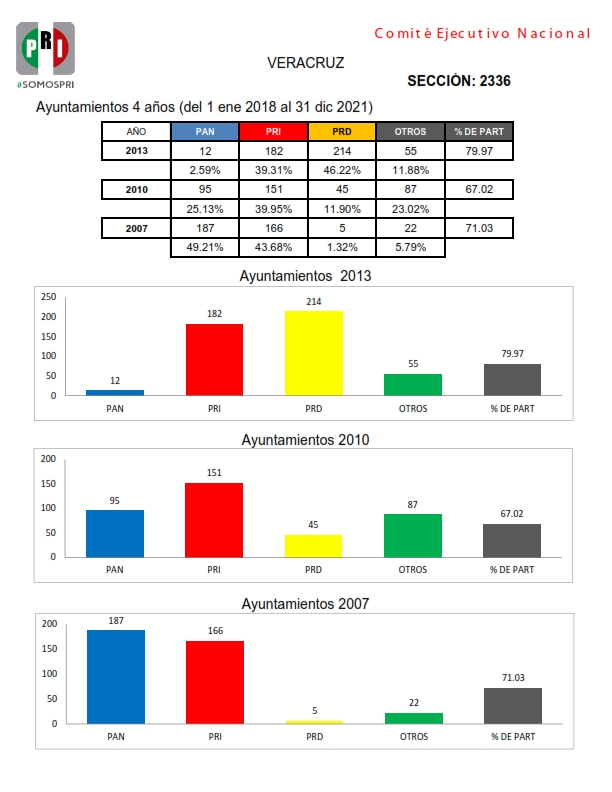 Comité Ejecutivo Nacional
PRI
#SOMOSPRI
VERACRUZ
SECCIÒN: 2336
Ayuntamientos 4 años (del 1 ene 2018 al 31 dic 2021)
AÑO PAN PRI PRD OTROS % DE PART
2013 12 182 214 55 79.97
2.59% 39.31% 46.22% 11.88%
2010 95 151 45 87 67.02
25.13% 39.95% 11.90% 23.02%
2007 187 166 5 22 71.03
49.21% 43.68% 1.32% 5.79%
Ayuntamientos 2013
250
200
150
100
50
0
12 182 214 55 79.97
PAN PRI PRD OTROS % DE PART
Ayuntamientos 2010
200
150
100
50
0
95 151 45 87 67.02
PAN PRI PRD OTROS % DE PART
Ayuntamientos 2007
200
150
100
50
0
187 166 5 22 71.03
PAN PRI PRD OTROS % DE PART